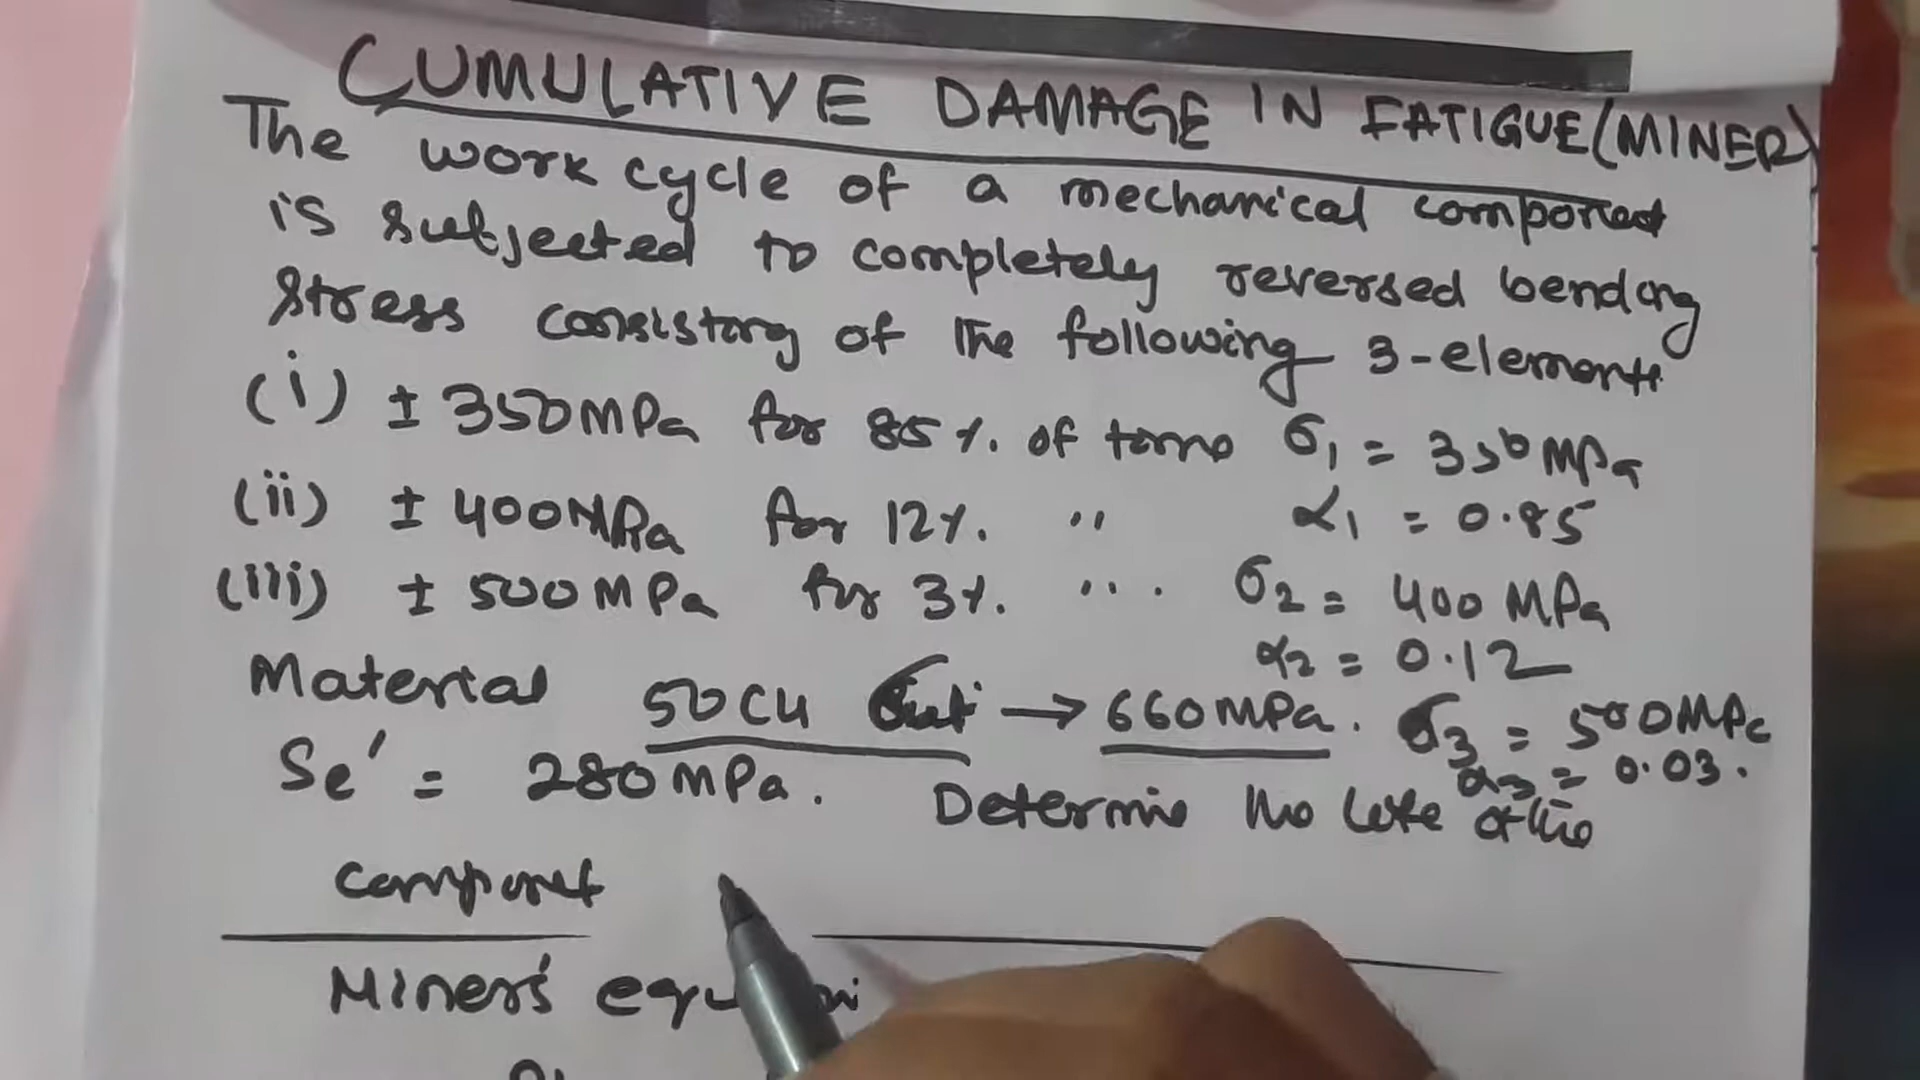 CUMULATIVE DAMAGE IN FATIGUE (MINER)
The work cycle of a mechanical component
is subjected to completely reversed bending
stress consisting of the following 3-elements
(i) ± 350MPa for 85%. of time σ1 = 350 MPa
(ii) ± 400MPa for 12%. " α1 = 0.85
(iii) ± 500MPa for 3%. " . σ2 = 400 MPa
α2 = 0.12
Material 50C4 σut → 660MPa. σ3 = 500MPa
α3 = 0.03.
Se' = 280MPa. Determine the life of the
component
Miner's